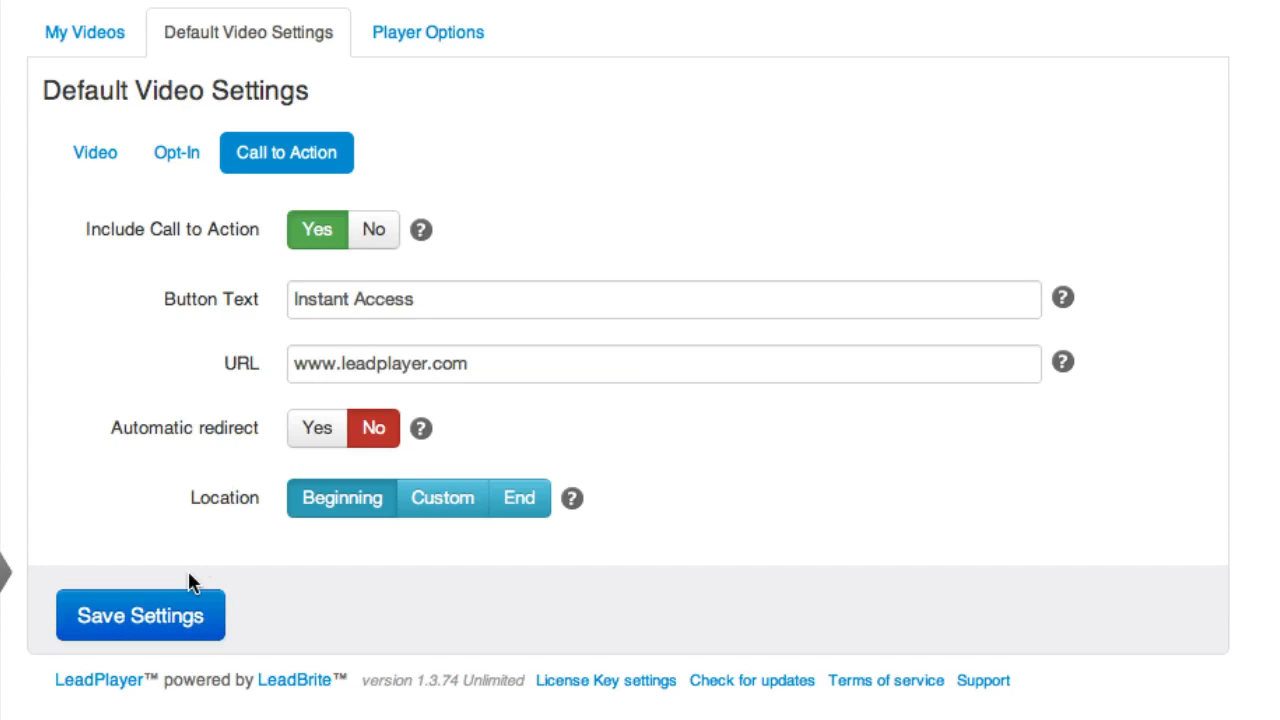 My Videos Default Video Settings Player Options
Default Video Settings
Video Opt-In Call to Action
Include Call to Action Yes No ?
Button Text Instant Access ?
URL www.leadplayer.com ?
Automatic redirect Yes No ?
Location Beginning Custom End ?
Save Settings
LeadPlayer™ powered by LeadBrite™ version 1.3.74 Unlimited License Key settings Check for updates Terms of service Support